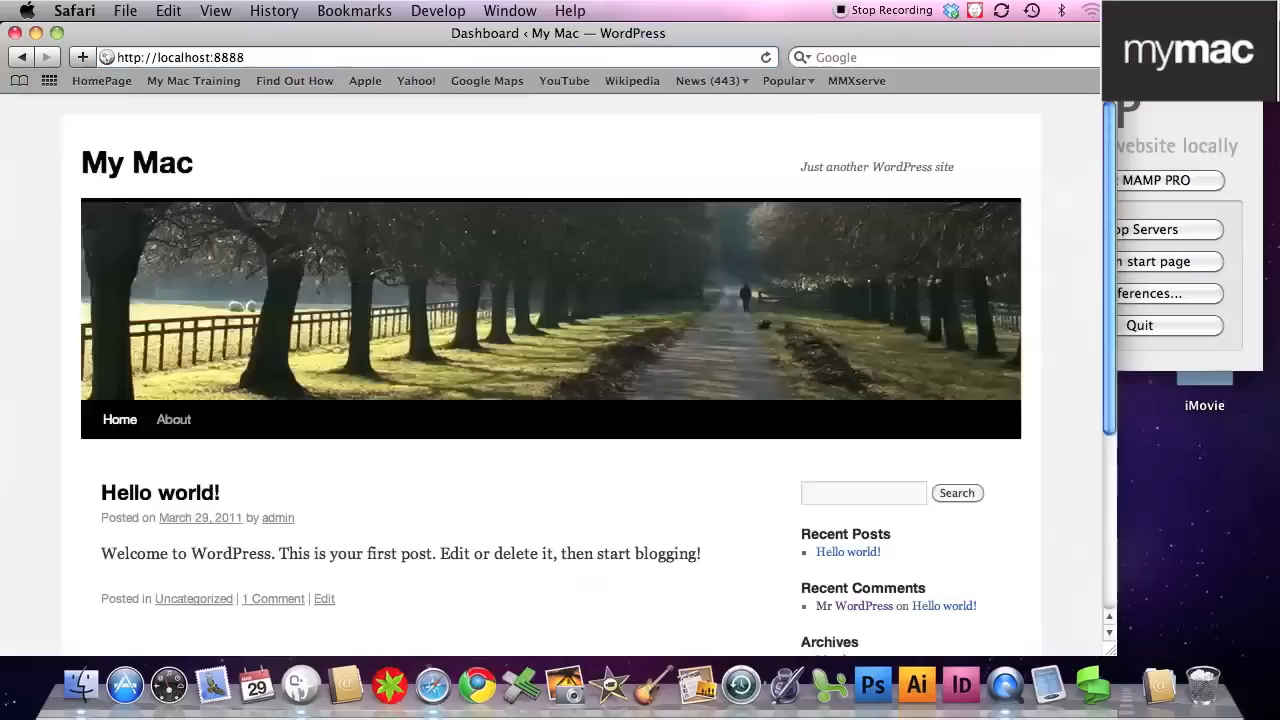 Safari File Edit View History Bookmarks Develop Window Help Stop Recording
Dashboard ‹ My Mac — WordPress
http://localhost:8888
Google
HomePage My Mac Training Find Out How Apple Yahoo! Google Maps YouTube Wikipedia News (443) Popular MMXserve
mymac
P
website locally
MAMP PRO
op Servers
n start page
ferences...
Quit
iMovie
My Mac
Just another WordPress site
Home About
Hello world!
Posted on March 29, 2011 by admin
Welcome to WordPress. This is your first post. Edit or delete it, then start blogging!
Posted in Uncategorized | 1 Comment | Edit
Search
Recent Posts
Hello world!
Recent Comments
Mr WordPress on Hello world!
Archives
MAR
29
Ps
Ai
Id